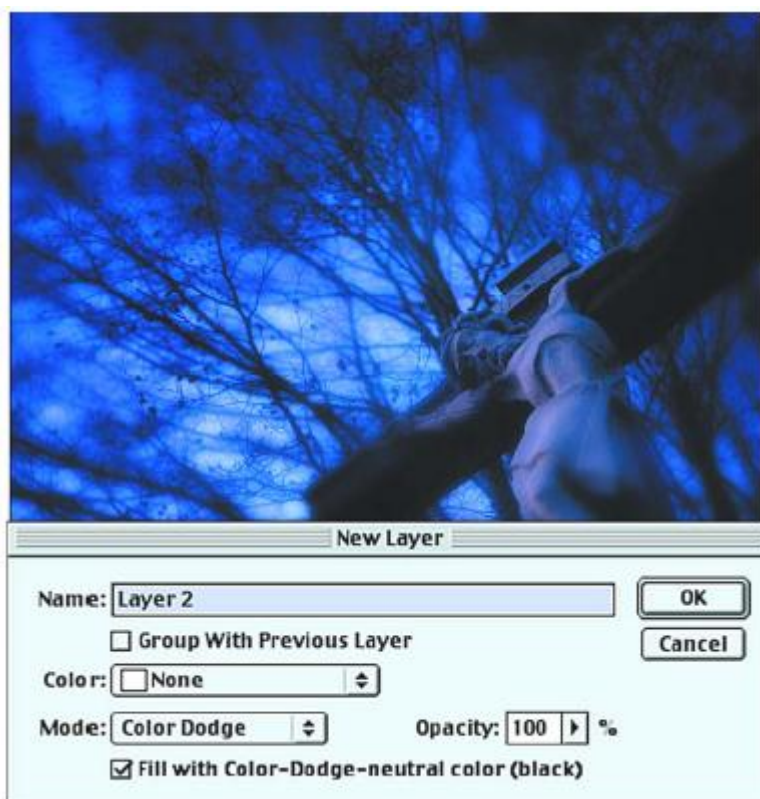 New Layer
Name: Layer 2
OK
Group With Previous Layer
Cancel
Color: None
Mode: Color Dodge Opacity: 100 %
Fill with Color-Dodge-neutral color (black)